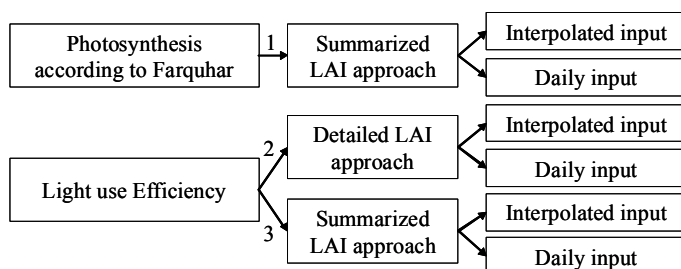 Photosynthesis
according to Farquhar
1
Summarized
LAI approach
Interpolated input
Daily input
Light use Efficiency
2
Detailed LAI
approach
Interpolated input
Daily input
3
Summarized
LAI approach
Interpolated input
Daily input